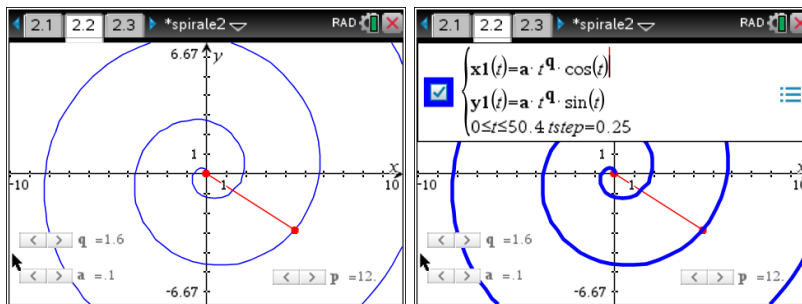 2.1 2.2 2.3 *spirale2 RAD
6.67 y
1
x
-10 1 10
q =1.6
a =.1
p =12.
-6.67
2.1 2.2 2.3 *spirale2 RAD
x1(t)=a· t^q· cos(t)
y1(t)=a· t^q· sin(t)
0≤t≤50.4 tstep=0.25
1
x
-10 1 10
q =1.6
a =.1
p =12.
-6.67